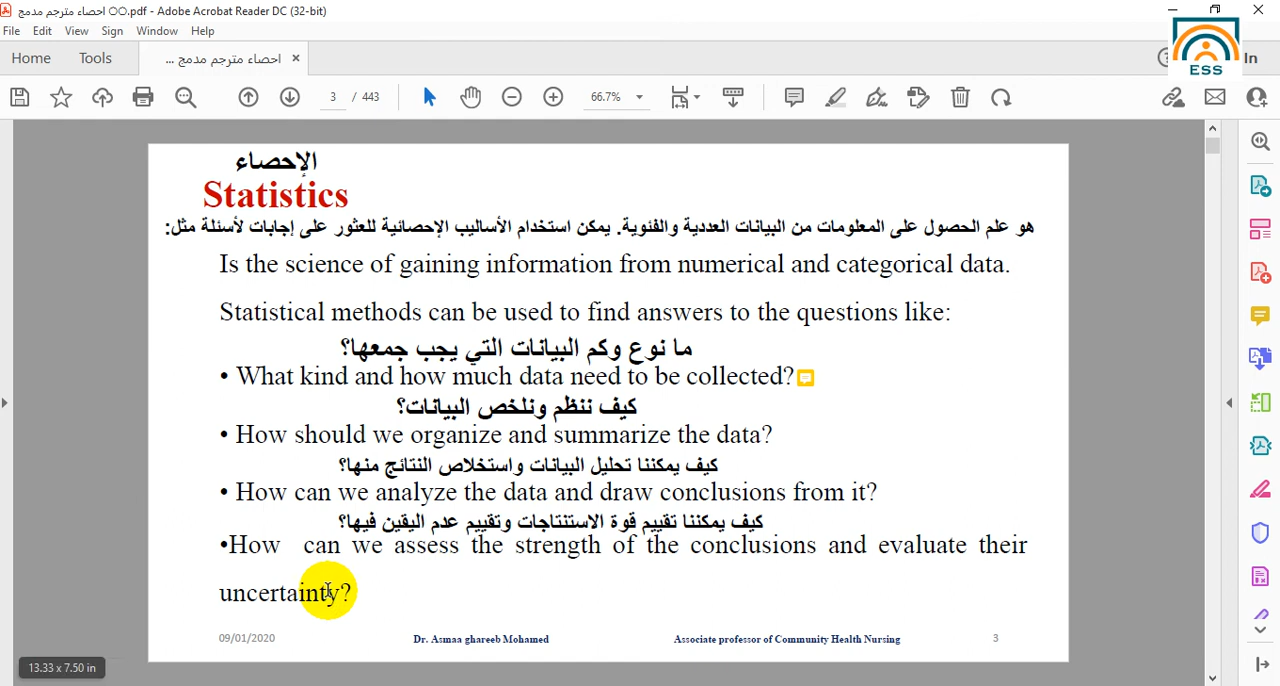 احصاء مترجم مدمج ○○.pdf - Adobe Acrobat Reader DC (32-bit)
File Edit View Sign Window Help
Home Tools احصاء مترجم مدمج ... × In
ESS
3 / 443 66.7%
الإحصاء
Statistics
هو علم الحصول على المعلومات من البيانات العددية والفئوية. يمكن استخدام الأساليب الإحصائية للعثور على إجابات لأسئلة مثل:
Is the science of gaining information from numerical and categorical data.
Statistical methods can be used to find answers to the questions like:
ما نوع وكم البيانات التي يجب جمعها؟
• What kind and how much data need to be collected?
كيف ننظم ونلخص البيانات؟
• How should we organize and summarize the data?
كيف يمكننا تحليل البيانات واستخلاص النتائج منها؟
• How can we analyze the data and draw conclusions from it?
كيف يمكننا تقييم قوة الاستنتاجات وتقييم عدم اليقين فيها؟
•How can we assess the strength of the conclusions and evaluate their
uncertainty?
09/01/2020 Dr. Asmaa ghareeb Mohamed Associate professor of Community Health Nursing 3
13.33 x 7.50 in